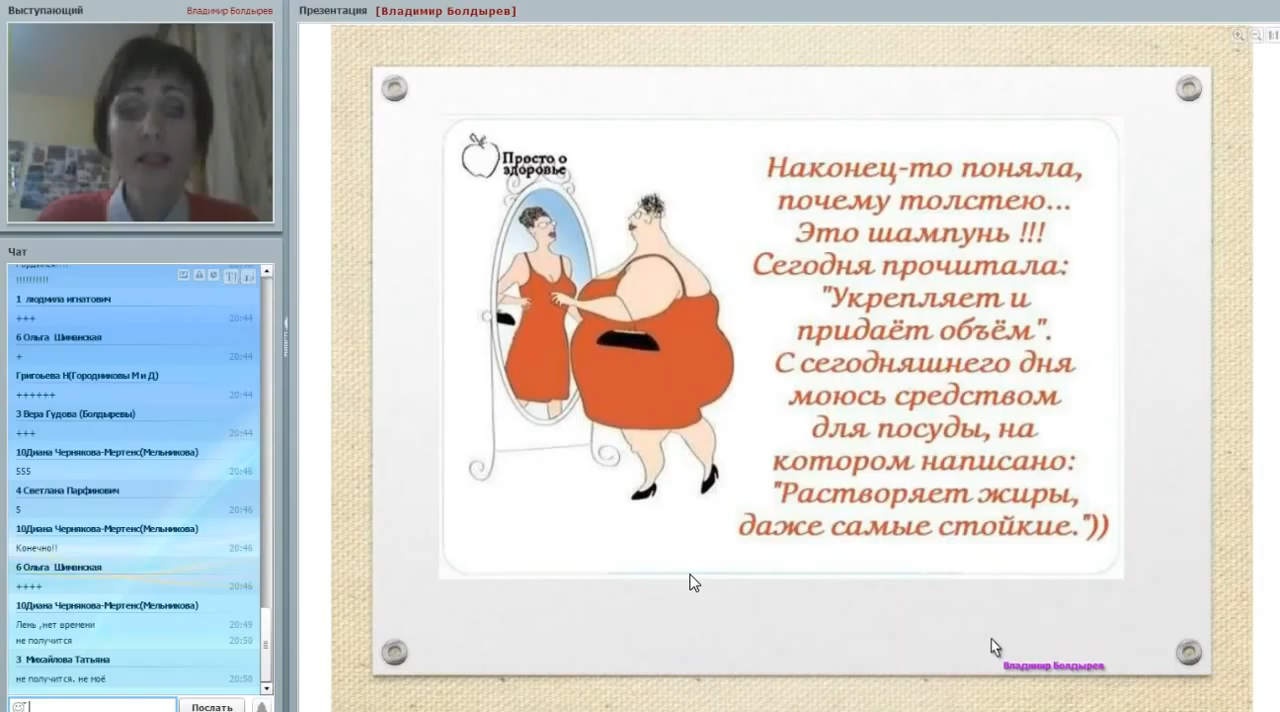 Выступающий
Владимир Болдырев
Презентация [Владимир Болдырев]
Чат
!!!!!!!!!!
1 людмила игнатович
+++ 20:44
6 Ольга Шиманская
+ 20:44
Григоьева Н(Городниковы М и Д)
++++++ 20:44
3 Вера Гудова (Болдыревы)
+++ 20:44
10Диана Чернякова-Мертенс(Мельникова)
555 20:46
4 Светлана Парфинович
5 20:46
10Диана Чернякова-Мертенс(Мельникова)
Конечно!! 20:46
6 Ольга Шиманская
++++ 20:46
10Диана Чернякова-Мертенс(Мельникова)
Лень ,нет времени 20:49
не получится 20:50
3 Михайлова Татьяна
не получится. не моё 20:50
Послать
Просто о
здоровье
Наконец-то поняла,
почему толстею...
Это шампунь !!!
Сегодня прочитала:
"Укрепляет и
придаёт объём".
С сегодняшнего дня
моюсь средством
для посуды, на
котором написано:
"Растворяет жиры,
даже самые стойкие."))
Владимир Болдырев